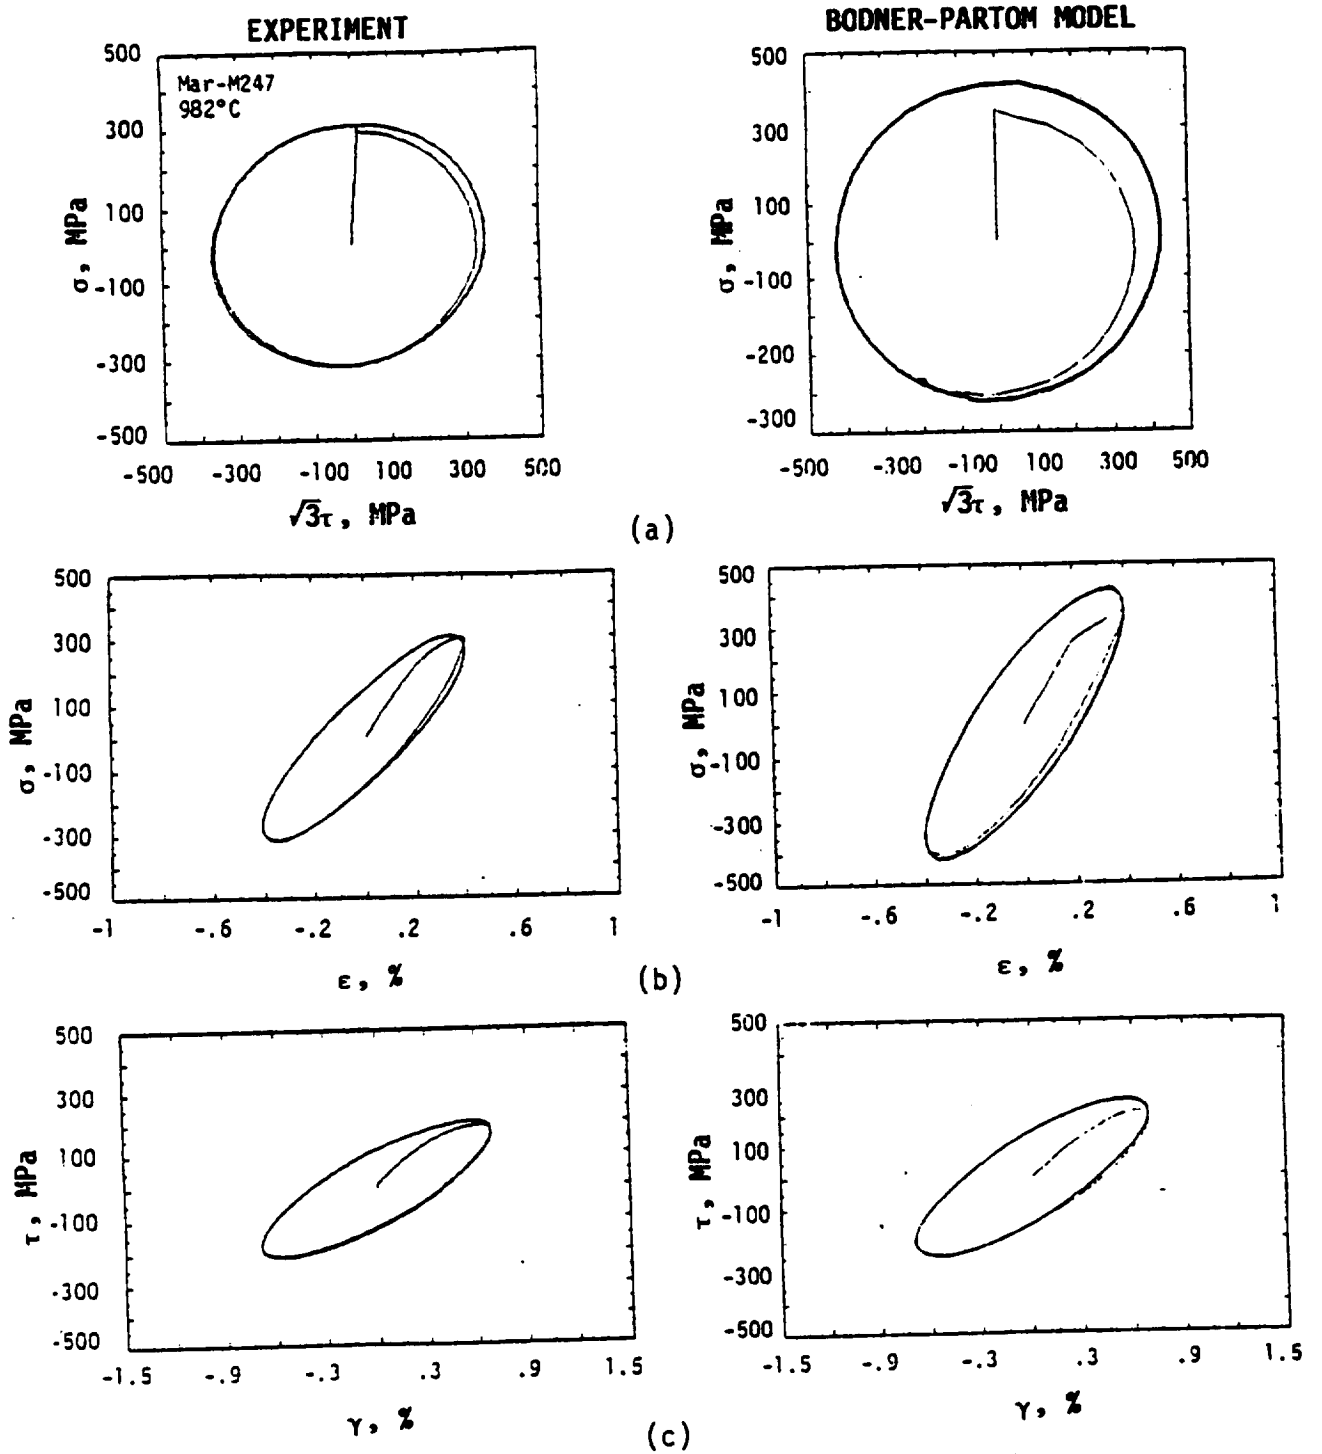 EXPERIMENT
BODNER-PARTOM MODEL
Mar-M247
982°C
500
300
100
-100
-300
-500
σ, MPa
-500 -300 -100 100 300 500
√3τ, MPa
500
300
100
-100
-200
-300
σ, MPa
-500 -300 -100 100 300 500
√3τ, MPa
(a)
500
300
100
-100
-300
-500
σ, MPa
-1 -.6 -.2 .2 .6 1
ε, %
500
300
100
-100
-300
-500
σ, MPa
-1 -.6 -.2 .2 .6 1
ε, %
(b)
500
300
100
-100
-300
-500
τ, MPa
-1.5 -.9 -.3 .3 .9 1.5
γ, %
500
300
100
-100
-300
-500
τ, MPa
-1.5 -.9 -.3 .3 .9 1.5
γ, %
(c)